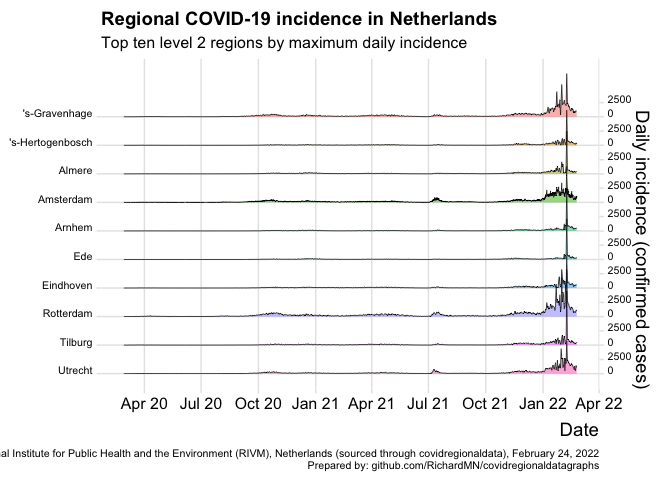 Regional COVID-19 incidence in Netherlands
Top ten level 2 regions by maximum daily incidence
's-Gravenhage
's-Hertogenbosch
Almere
Amsterdam
Arnhem
Ede
Eindhoven
Rotterdam
Tilburg
Utrecht
2500
0
2500
0
2500
0
2500
0
2500
0
2500
0
2500
0
2500
0
2500
0
2500
0
Daily incidence (confirmed cases)
Apr 20 Jul 20 Oct 20 Jan 21 Apr 21 Jul 21 Oct 21 Jan 22 Apr 22
Date
Institute for Public Health and the Environment (RIVM), Netherlands (sourced through covidregionaldata), February 24, 2022
Prepared by: github.com/RichardMN/covidregionaldatagraphs